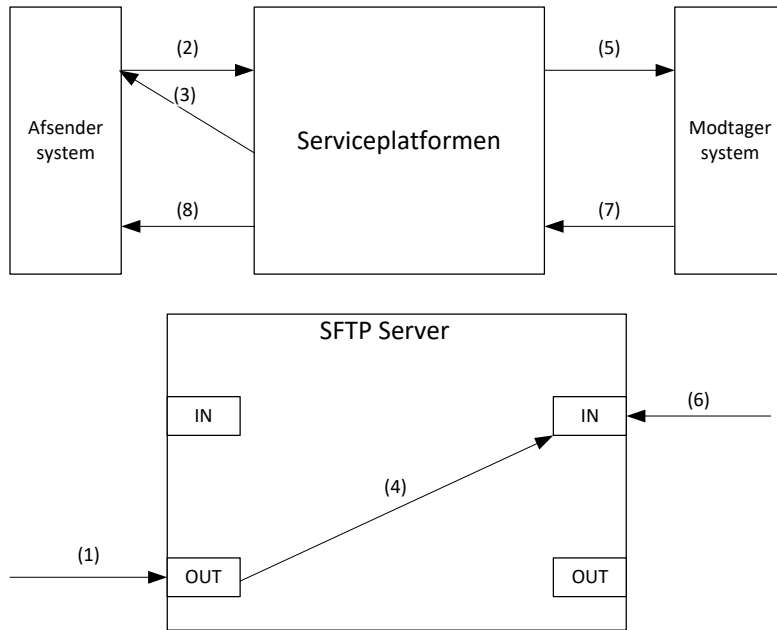 (2)
(5)
(3)
Afsender
system
Serviceplatformen
Modtager
system
(8)
(7)
SFTP Server
IN
IN
(6)
(4)
(1)
OUT
OUT